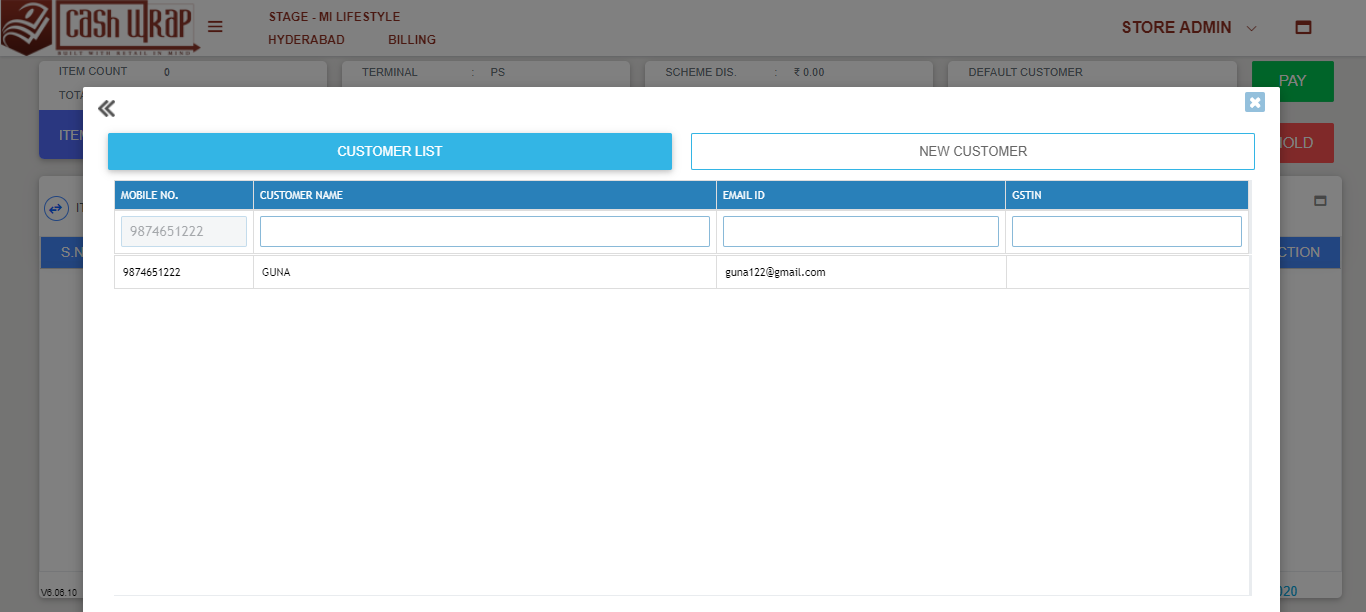 CASH WRAP
BUILT WITH RETAIL IN MIND
STAGE - MI LIFESTYLE
HYDERABAD BILLING
STORE ADMIN
ITEM COUNT 0
TERMINAL : PS
SCHEME DIS. : ₹ 0.00
DEFAULT CUSTOMER
PAY
TOTA
ITEM
OLD
CUSTOMER LIST
NEW CUSTOMER
MOBILE NO. CUSTOMER NAME EMAIL ID GSTIN
9874651222
9874651222 GUNA guna122@gmail.com
IT
S.N
CTION
V6.06.10
020